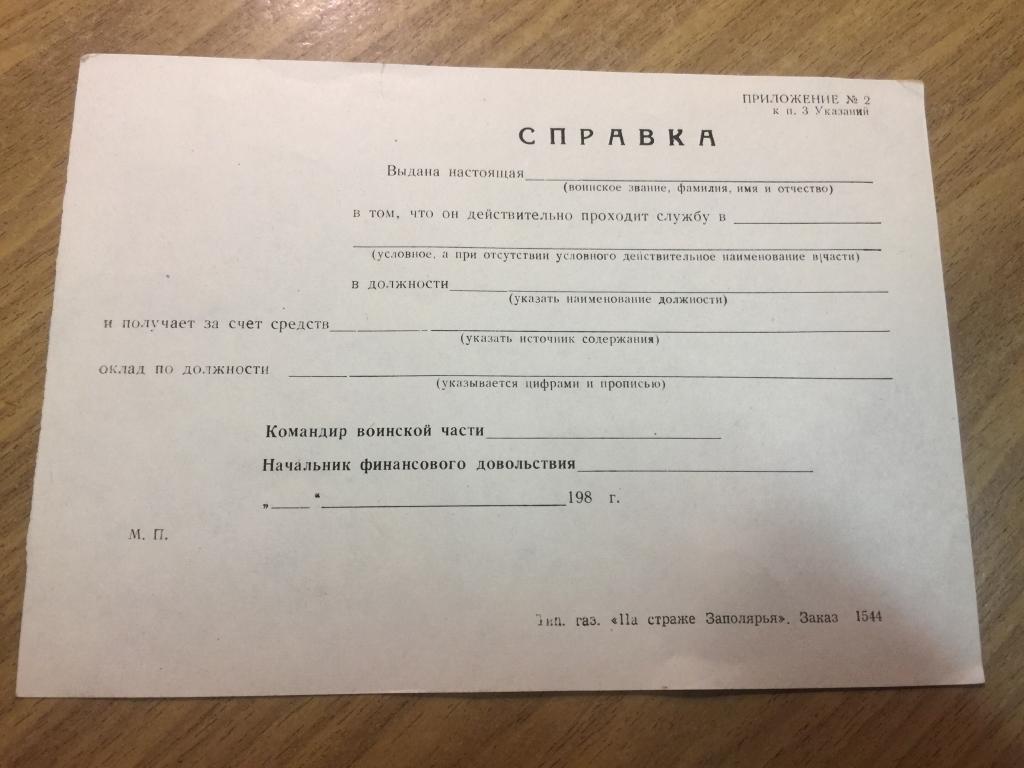 ПРИЛОЖЕНИЕ № 2
к п. 3 Указаний
СПРАВКА
Выдана настоящая
(воинское звание, фамилия, имя и отчество)
в том, что он действительно проходит службу в
(условное, а при отсутствии условного действительное наименование в\части)
в должности
(указать наименование должности)
и получает за счет средств
(указать источник содержания)
оклад по должности
(указывается цифрами и прописью)
Командир воинской части
Начальник финансового довольствия
„ “ 198 г.
М. П.
Тип. газ. «На страже Заполярья». Заказ 1544